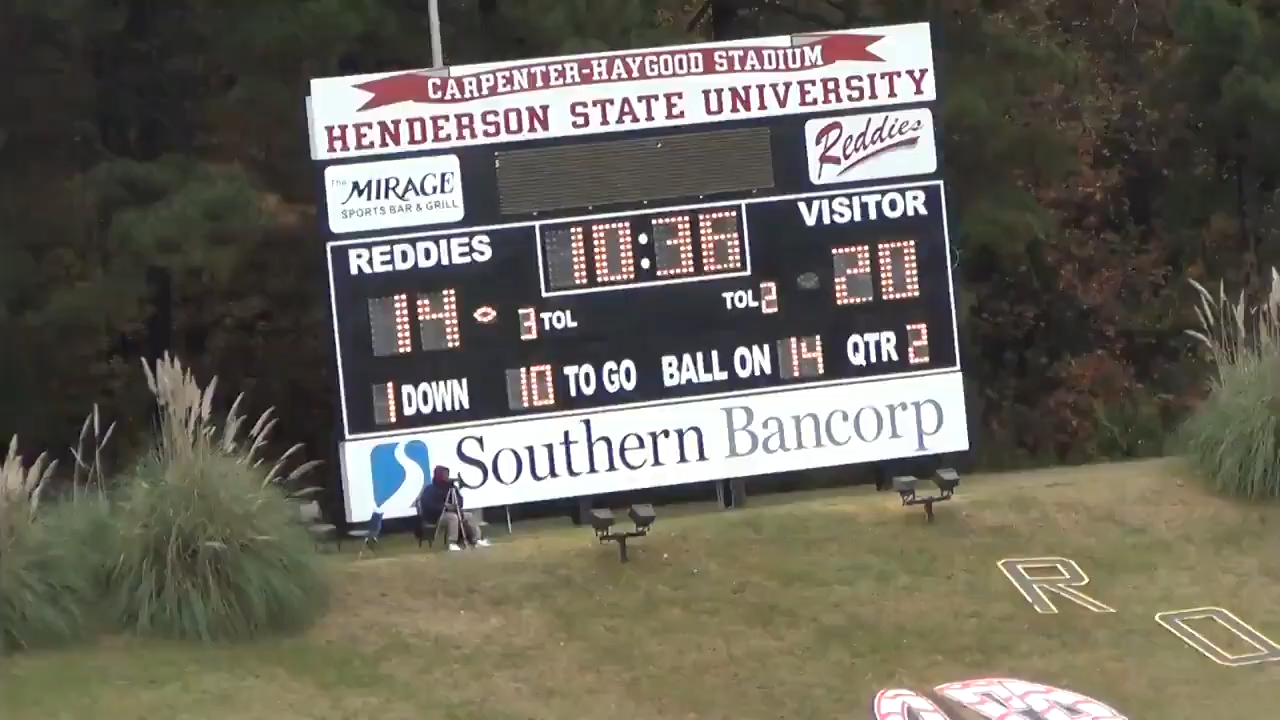 CARPENTER-HAYGOOD STADIUM
HENDERSON STATE UNIVERSITY
The MIRAGE
SPORTS BAR & GRILL
Reddies
REDDIES
10:36
VISITOR
14
3 TOL
TOL 2
20
1 DOWN
10 TO GO
BALL ON 14
QTR 2
Southern Bancorp
R O